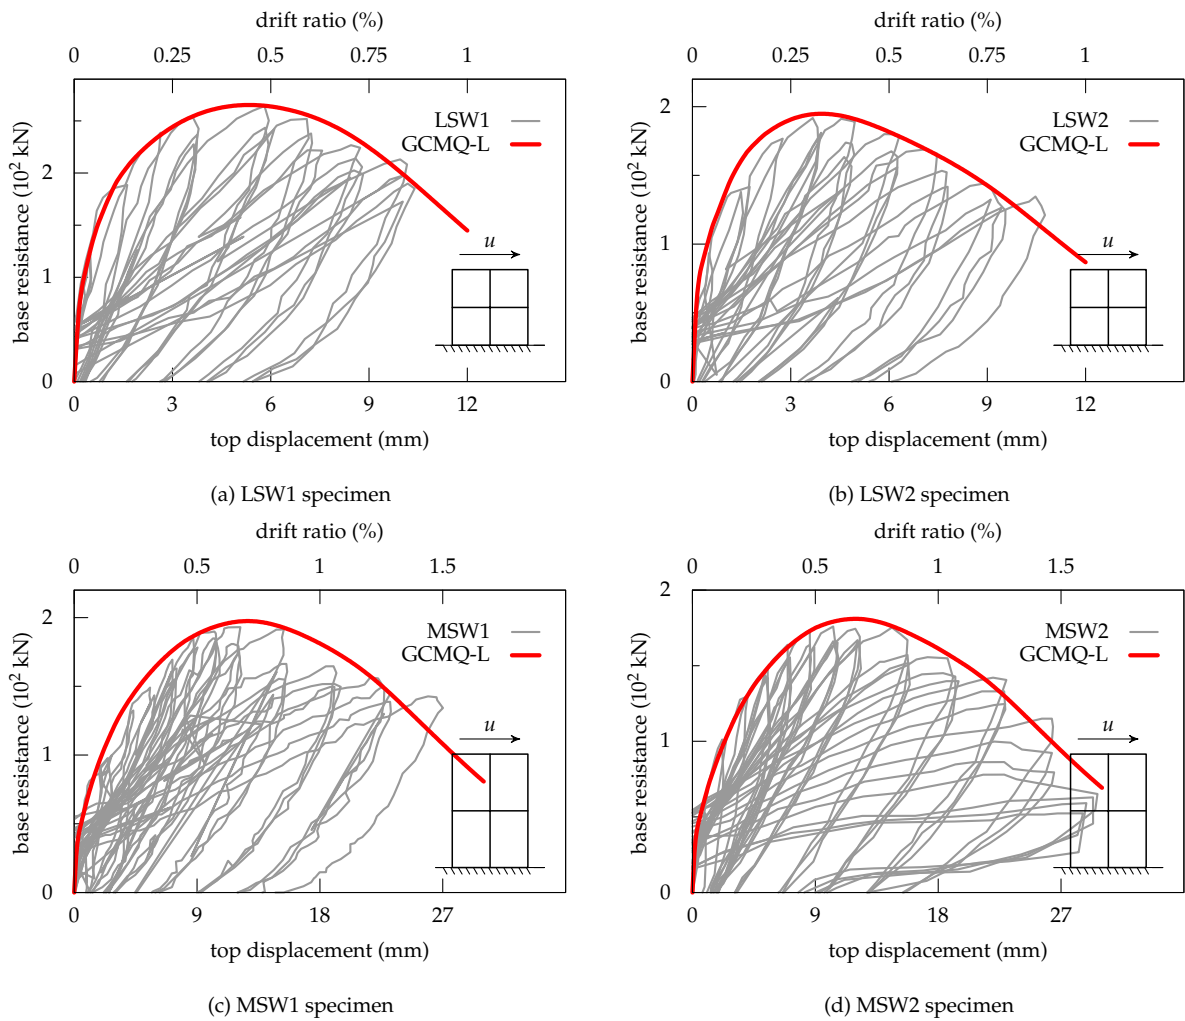 drift ratio (%)
0 0.25 0.5 0.75 1
2
1
0
base resistance (10² kN)
LSW1
GCMQ-L
u
0 3 6 9 12
top displacement (mm)
(a) LSW1 specimen
drift ratio (%)
0 0.25 0.5 0.75 1
2
1
0
base resistance (10² kN)
LSW2
GCMQ-L
u
0 3 6 9 12
top displacement (mm)
(b) LSW2 specimen
drift ratio (%)
0 0.5 1 1.5
2
1
0
base resistance (10² kN)
MSW1
GCMQ-L
u
0 9 18 27
top displacement (mm)
(c) MSW1 specimen
drift ratio (%)
0 0.5 1 1.5
2
1
0
base resistance (10² kN)
MSW2
GCMQ-L
u
0 9 18 27
top displacement (mm)
(d) MSW2 specimen